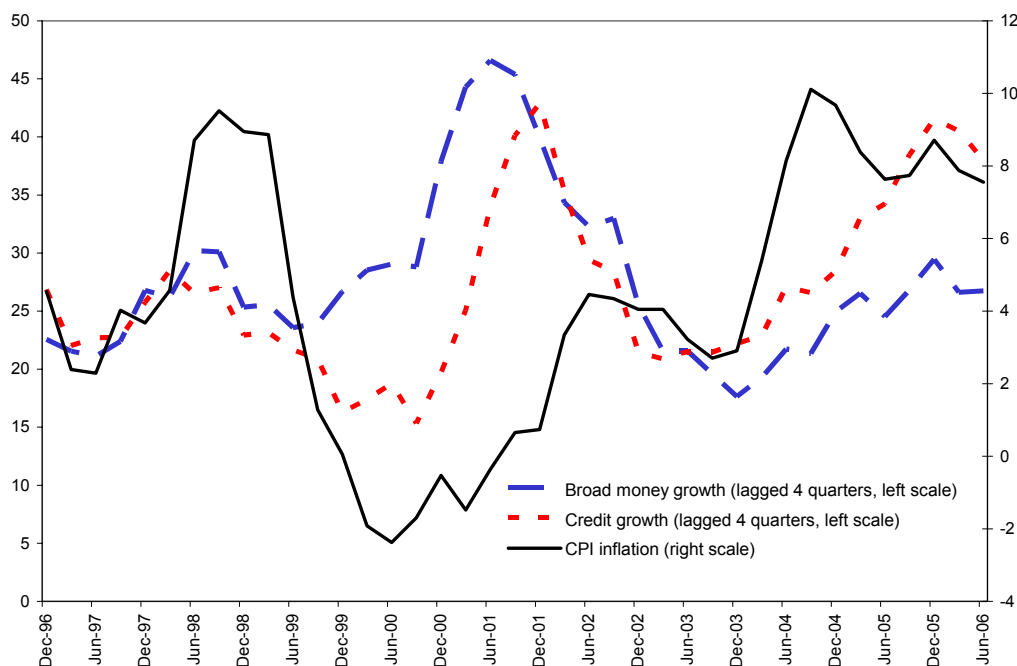 50
45
40
35
30
25
20
15
10
5
0
12
10
8
6
4
2
0
-2
-4
Broad money growth (lagged 4 quarters, left scale)
Credit growth (lagged 4 quarters, left scale)
CPI inflation (right scale)
Dec-96
Jun-97
Dec-97
Jun-98
Dec-98
Jun-99
Dec-99
Jun-00
Dec-00
Jun-01
Dec-01
Jun-02
Dec-02
Jun-03
Dec-03
Jun-04
Dec-04
Jun-05
Dec-05
Jun-06